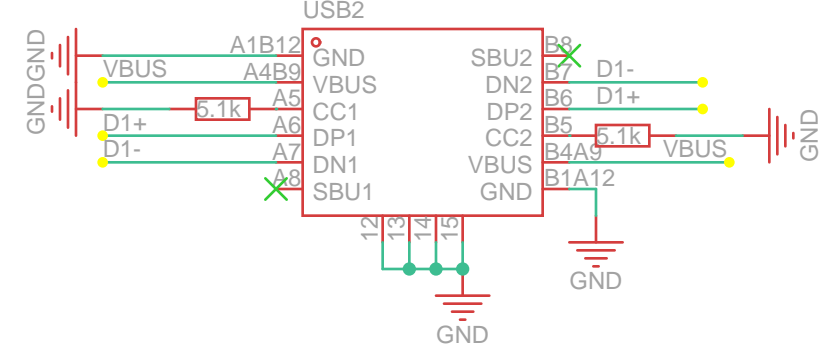 USB2
GND
GND
A1B12
GND
SBU2
B8
VBUS
A4B9
VBUS
DN2
B7
D1-
5.1k
A5
CC1
DP2
B6
D1+
D1+
A6
DP1
CC2
B5
5.1k
GND
D1-
A7
DN1
VBUS
B4A9
VBUS
A8
SBU1
GND
B1A12
12
13
14
15
GND
GND